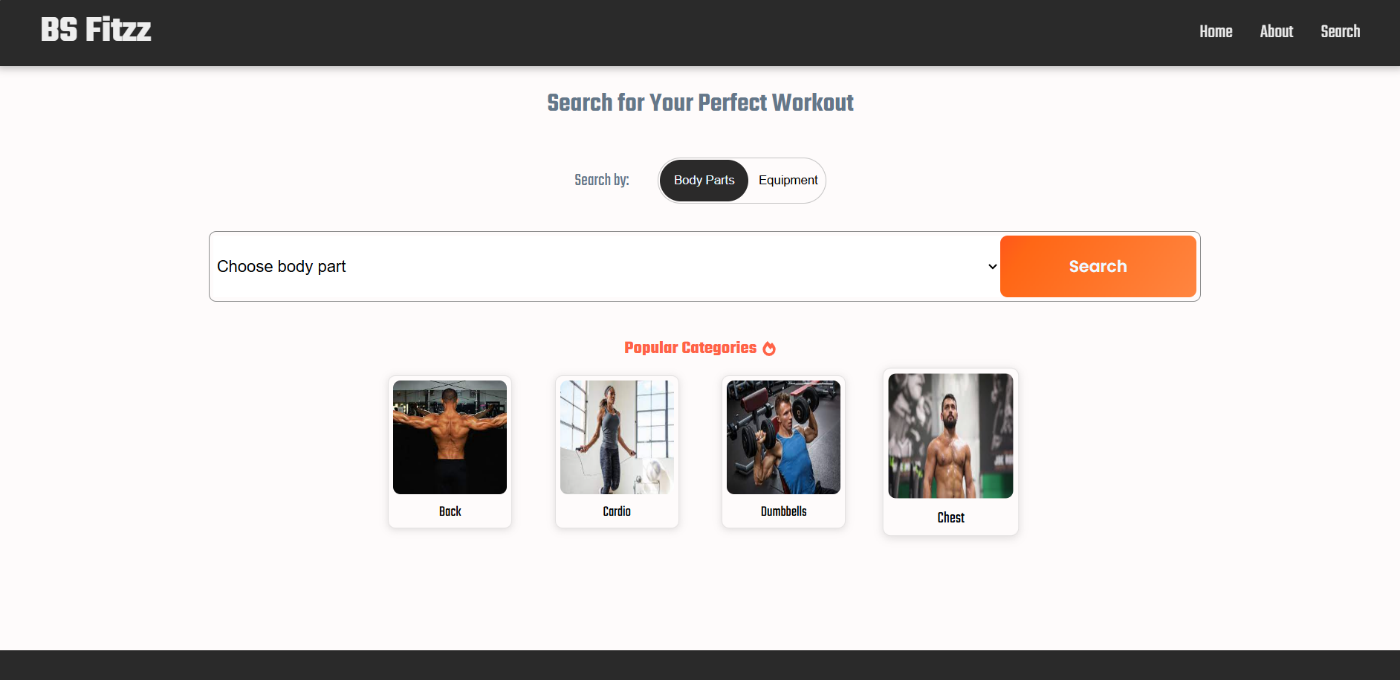 BS Fitzz
Home About Search
Search for Your Perfect Workout
Search by: Body Parts Equipment
Choose body part Search
Popular Categories
Back Cardio Dumbbells Chest